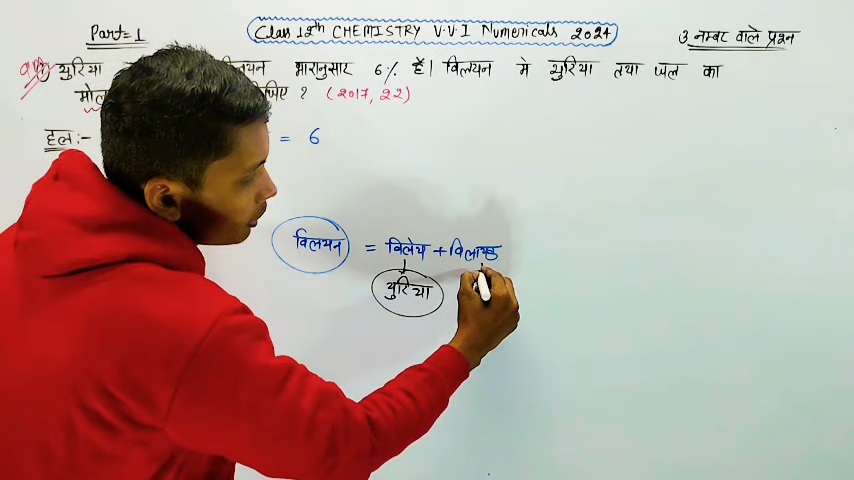 Part=1 Class 12th CHEMISTRY V.V.I Numericals 2024 3 नम्बर वाले प्रश्न
युरिया विलयन भारानुसार 6% हैं। विलयन मे युरिया तथा जल का
मोल ? (2017, 22)
हल:- = 6
विलयन = विलेय + विलायक
युरिया